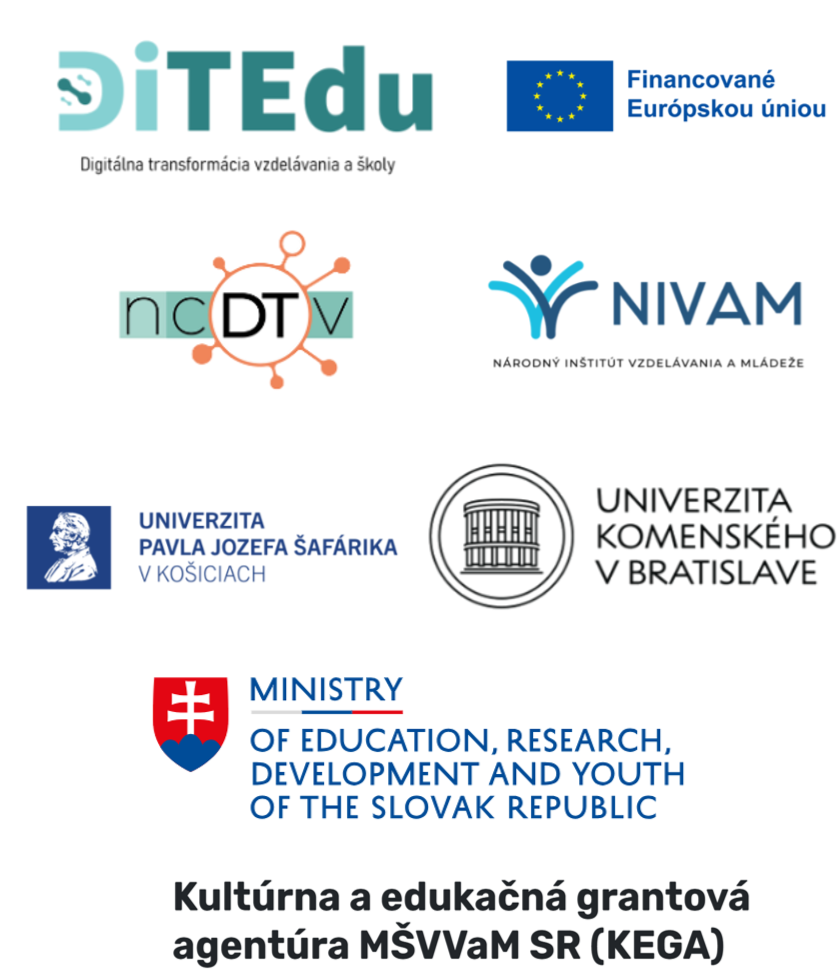 DiTEdu
Digitálna transformácia vzdelávania a školy
Financované
Európskou úniou
ncDTv
NIVAM
NÁRODNÝ INŠTITÚT VZDELÁVANIA A MLÁDEŽE
UNIVERZITA
PAVLA JOZEFA ŠAFÁRIKA
V KOŠICIACH
UNIVERZITA
KOMENSKÉHO
V BRATISLAVE
MINISTRY
OF EDUCATION, RESEARCH,
DEVELOPMENT AND YOUTH
OF THE SLOVAK REPUBLIC
Kultúrna a edukačná grantová
agentúra MŠVVaM SR (KEGA)